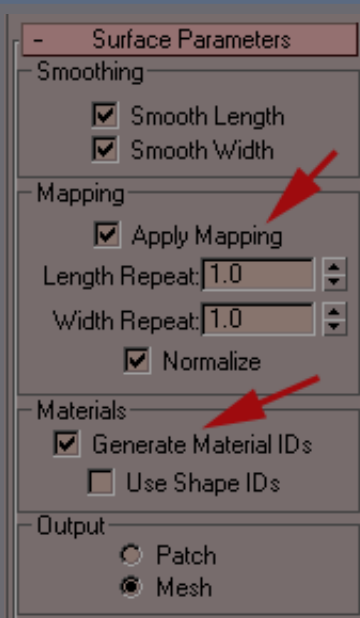 - Surface Parameters
Smoothing
Smooth Length
Smooth Width
Mapping
Apply Mapping
Length Repeat: 1.0
Width Repeat: 1.0
Normalize
Materials
Generate Material IDs
Use Shape IDs
Output
Patch
Mesh